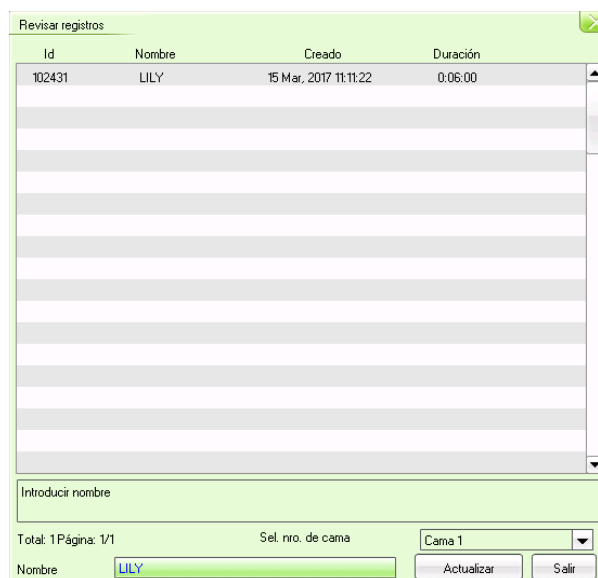 Revisar registros
Id Nombre Creado Duración
102431 LILY 15 Mar, 2017 11:11:22 0:06:00
Introducir nombre
Total: 1 Página: 1/1 Sel. nro. de cama Cama 1
Nombre LILY Actualizar Salir